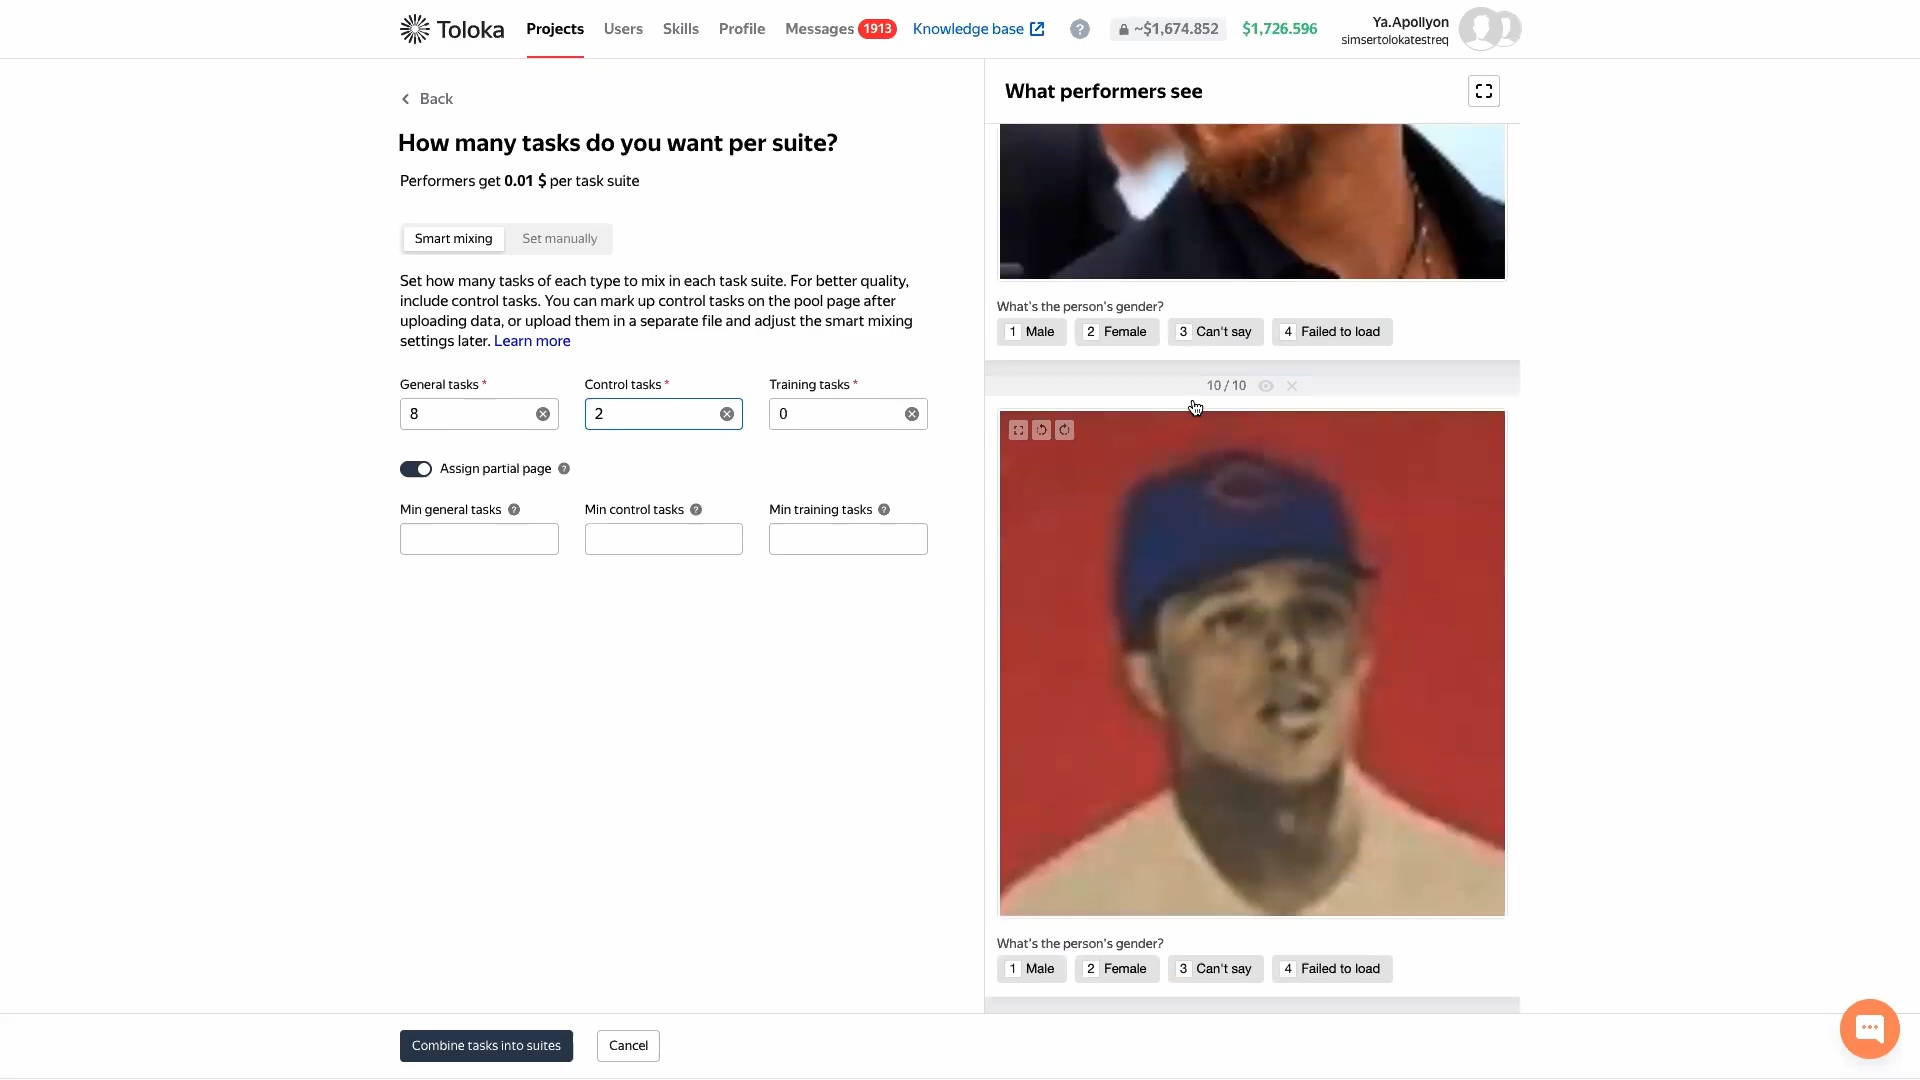 Toloka
Projects
Users
Skills
Profile
Messages 1913
Knowledge base
?
~$1,674.852
$1,726.596
Ya.Apollyon
simsertolokatestreq
Back
How many tasks do you want per suite?
Performers get 0.01 $ per task suite
Smart mixing
Set manually
Set how many tasks of each type to mix in each task suite. For better quality,
include control tasks. You can mark up control tasks on the pool page after
uploading data, or upload them in a separate file and adjust the smart mixing
settings later. Learn more
General tasks *
Control tasks *
Training tasks *
8
2
0
Assign partial page ?
Min general tasks ?
Min control tasks ?
Min training tasks ?
Combine tasks into suites
Cancel
What performers see
What's the person's gender?
1 Male
2 Female
3 Can't say
4 Failed to load
10 / 10
What's the person's gender?
1 Male
2 Female
3 Can't say
4 Failed to load